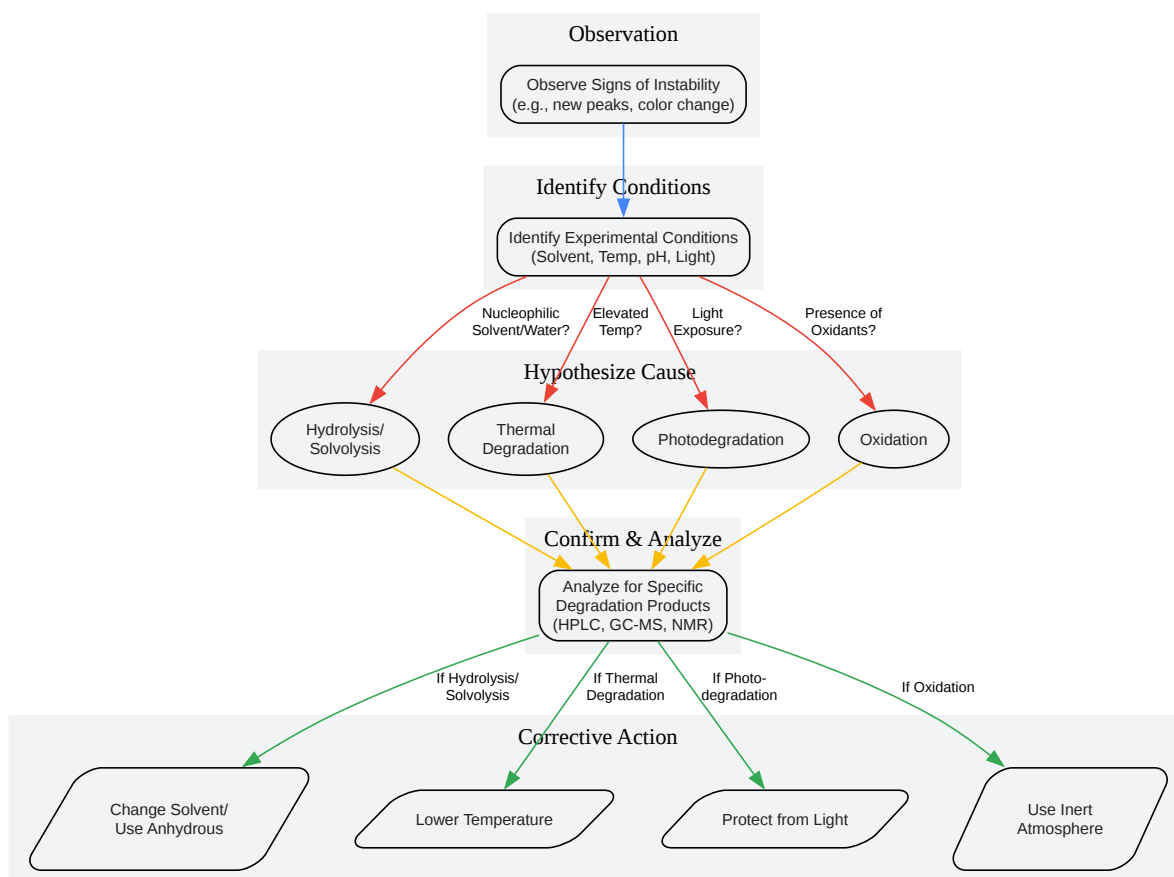 Observation
Observe Signs of Instability
(e.g., new peaks, color change)
Identify Conditions
Identify Experimental Conditions
(Solvent, Temp, pH, Light)
Nucleophilic
Solvent/Water?
Elevated
Temp?
Light
Exposure?
Presence of
Oxidants?
Hypothesize Cause
Hydrolysis/
Solvolysis
Thermal
Degradation
Photodegradation
Oxidation
Confirm & Analyze
Analyze for Specific
Degradation Products
(HPLC, GC-MS, NMR)
If Hydrolysis/
Solvolysis
If Thermal
Degradation
If Photo-
degradation
If Oxidation
Corrective Action
Change Solvent/
Use Anhydrous
Lower Temperature
Protect from Light
Use Inert
Atmosphere